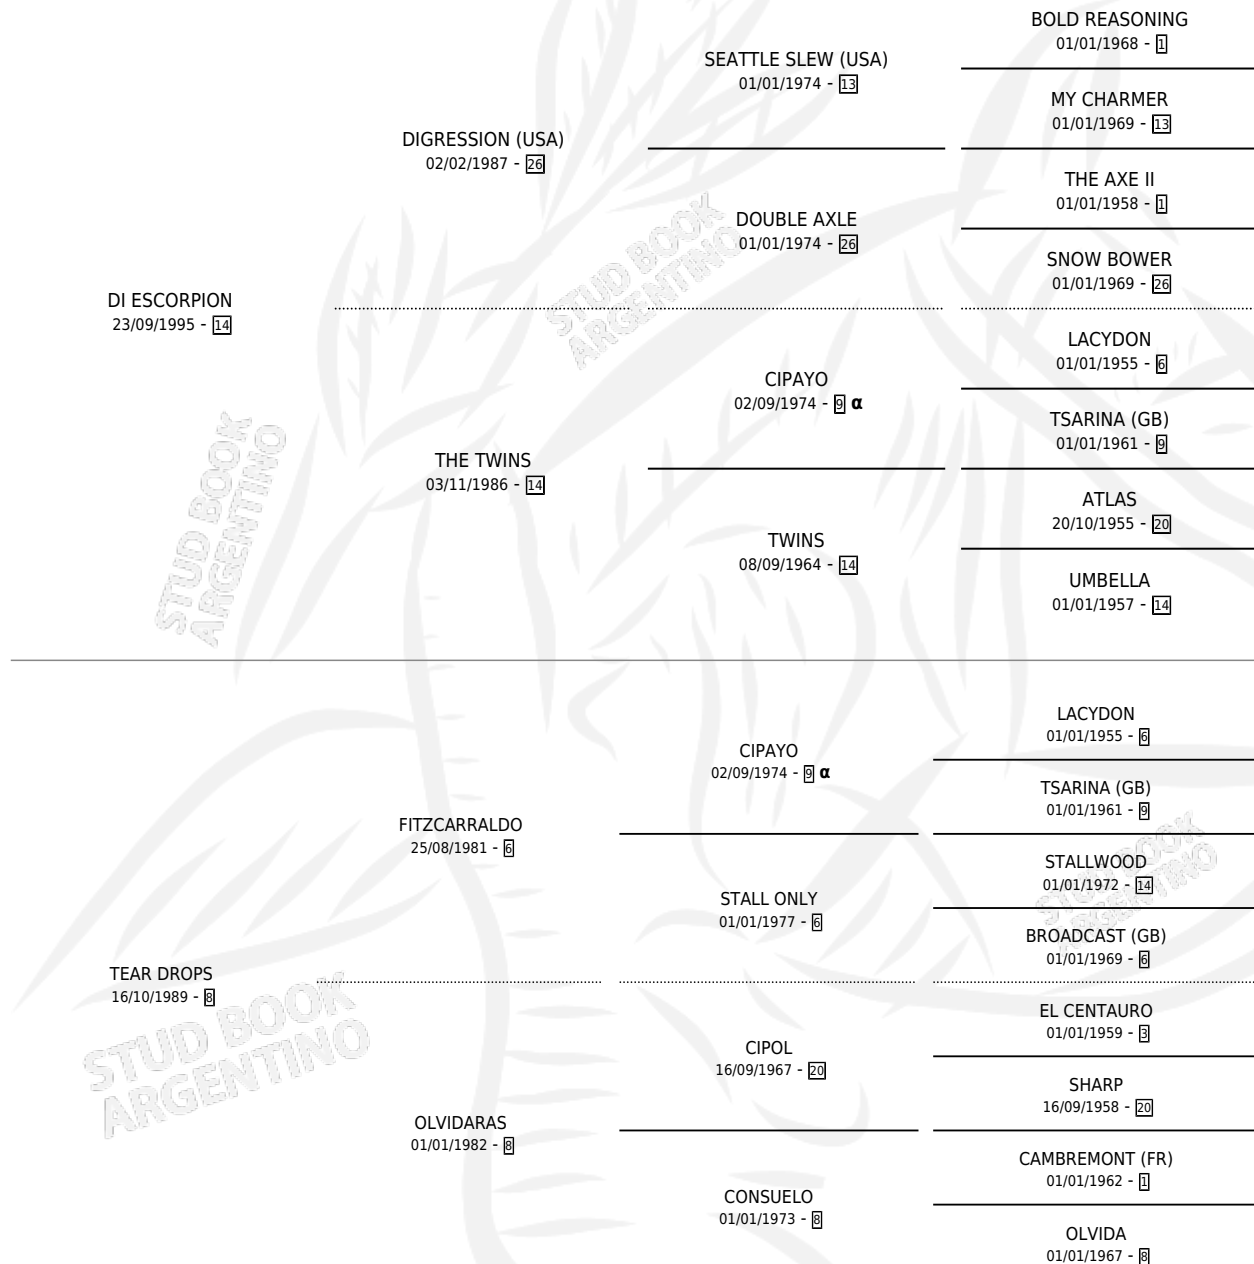 BOLD REASONING
01/01/1968 - 1
SEATTLE SLEW (USA)
01/01/1974 - 13
MY CHARMER
01/01/1969 - 13
DIGRESSION (USA)
02/02/1987 - 26
THE AXE II
01/01/1958 - 1
DOUBLE AXLE
01/01/1974 - 26
SNOW BOWER
01/01/1969 - 26
DI ESCORPION
23/09/1995 - 14
LACYDON
01/01/1955 - 6
CIPAYO
02/09/1974 - 9 α
TSARINA (GB)
01/01/1961 - 9
THE TWINS
03/11/1986 - 14
ATLAS
20/10/1955 - 20
TWINS
08/09/1964 - 14
UMBELLA
01/01/1957 - 14
LACYDON
01/01/1955 - 6
CIPAYO
02/09/1974 - 9 α
TSARINA (GB)
01/01/1961 - 9
FITZCARRALDO
25/08/1981 - 6
STALLWOOD
01/01/1972 - 14
STALL ONLY
01/01/1977 - 6
BROADCAST (GB)
01/01/1969 - 6
TEAR DROPS
16/10/1989 - 8
EL CENTAURO
01/01/1959 - 3
CIPOL
16/09/1967 - 20
SHARP
16/09/1958 - 20
OLVIDARAS
01/01/1982 - 8
CAMBREMONT (FR)
01/01/1962 - 1
CONSUELO
01/01/1973 - 8
OLVIDA
01/01/1967 - 8
STUD BOOK
ARGENTINO
STUD BOOK
ARGENTINO
STUD BOOK
ARGENTINO
STUD BOOK
ARGENTINO